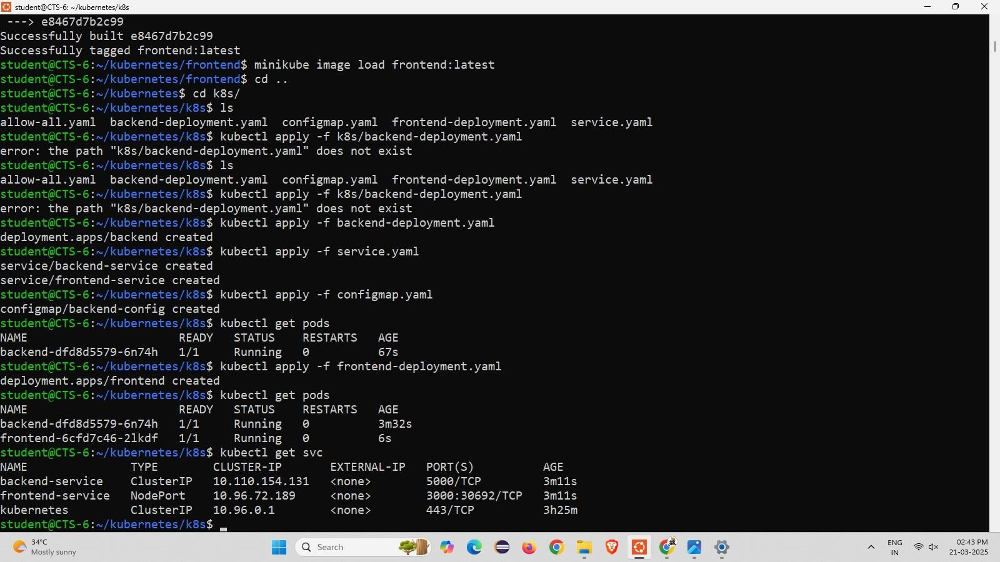 student@CTS-6: ~/kubernetes/k8s
---> e8467d7b2c99
Successfully built e8467d7b2c99
Successfully tagged frontend:latest
student@CTS-6:~/kubernetes/frontend$ minikube image load frontend:latest
student@CTS-6:~/kubernetes/frontend$ cd ..
student@CTS-6:~/kubernetes$ cd k8s/
student@CTS-6:~/kubernetes/k8s$ ls
allow-all.yaml  backend-deployment.yaml  configmap.yaml  frontend-deployment.yaml  service.yaml
student@CTS-6:~/kubernetes/k8s$ kubectl apply -f k8s/backend-deployment.yaml
error: the path "k8s/backend-deployment.yaml" does not exist
student@CTS-6:~/kubernetes/k8s$ ls
allow-all.yaml  backend-deployment.yaml  configmap.yaml  frontend-deployment.yaml  service.yaml
student@CTS-6:~/kubernetes/k8s$ kubectl apply -f k8s/backend-deployment.yaml
error: the path "k8s/backend-deployment.yaml" does not exist
student@CTS-6:~/kubernetes/k8s$ kubectl apply -f backend-deployment.yaml
deployment.apps/backend created
student@CTS-6:~/kubernetes/k8s$ kubectl apply -f service.yaml
service/backend-service created
service/frontend-service created
student@CTS-6:~/kubernetes/k8s$ kubectl apply -f configmap.yaml
configmap/backend-config created
student@CTS-6:~/kubernetes/k8s$ kubectl get pods
NAME                      READY   STATUS    RESTARTS   AGE
backend-dfd8d5579-6n74h   1/1     Running   0          67s
student@CTS-6:~/kubernetes/k8s$ kubectl apply -f frontend-deployment.yaml
deployment.apps/frontend created
student@CTS-6:~/kubernetes/k8s$ kubectl get pods
NAME                      READY   STATUS    RESTARTS   AGE
backend-dfd8d5579-6n74h   1/1     Running   0          3m32s
frontend-6cfd7c46-2lkdf   1/1     Running   0          6s
student@CTS-6:~/kubernetes/k8s$ kubectl get svc
NAME               TYPE        CLUSTER-IP       EXTERNAL-IP   PORT(S)          AGE
backend-service    ClusterIP   10.110.154.131   <none>        5000/TCP         3m11s
frontend-service   NodePort    10.96.72.189     <none>        3000:30692/TCP   3m11s
kubernetes         ClusterIP   10.96.0.1        <none>        443/TCP          3h25m
student@CTS-6:~/kubernetes/k8s$
34°C
Mostly sunny
Search
SK
ENG
IN
02:43 PM
21-03-2025